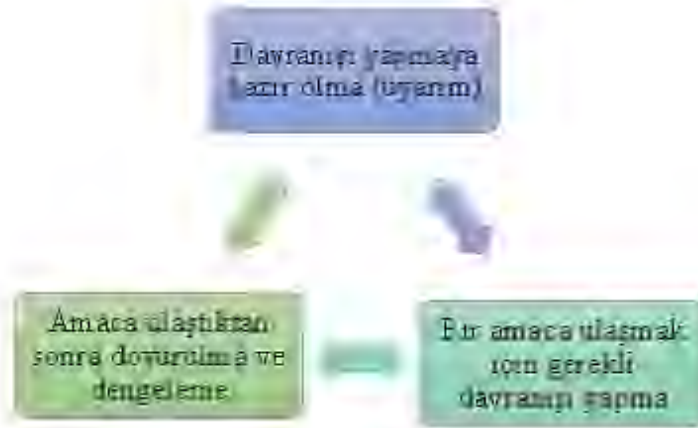 Davranışı yapmaya
hazır olma (uyarım)
Amaca ulaştıktan
sonra doyurulma ve
dengeleme
Bir amaca ulaşmak
için gerekli
davranışı yapma